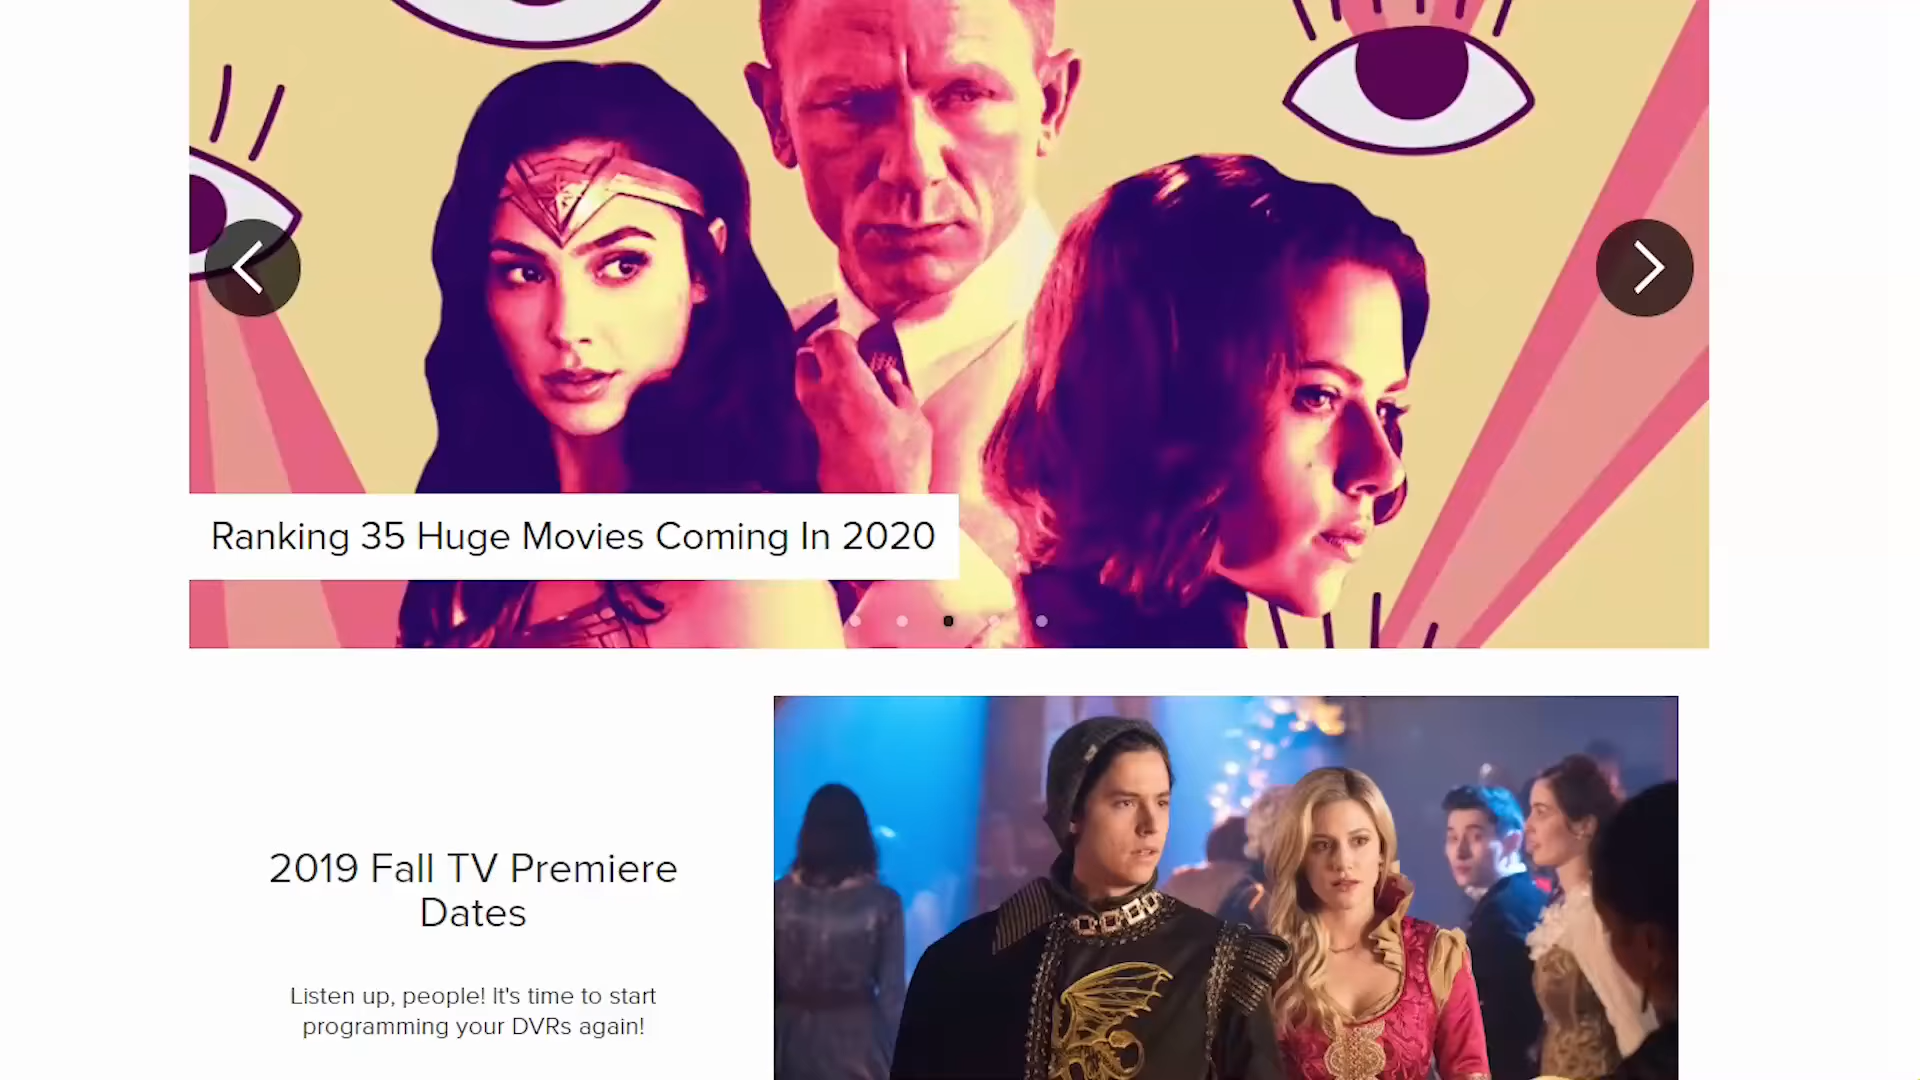 Ranking 35 Huge Movies Coming In 2020
2019 Fall TV Premiere
Dates
Listen up, people! It's time to start
programming your DVRs again!